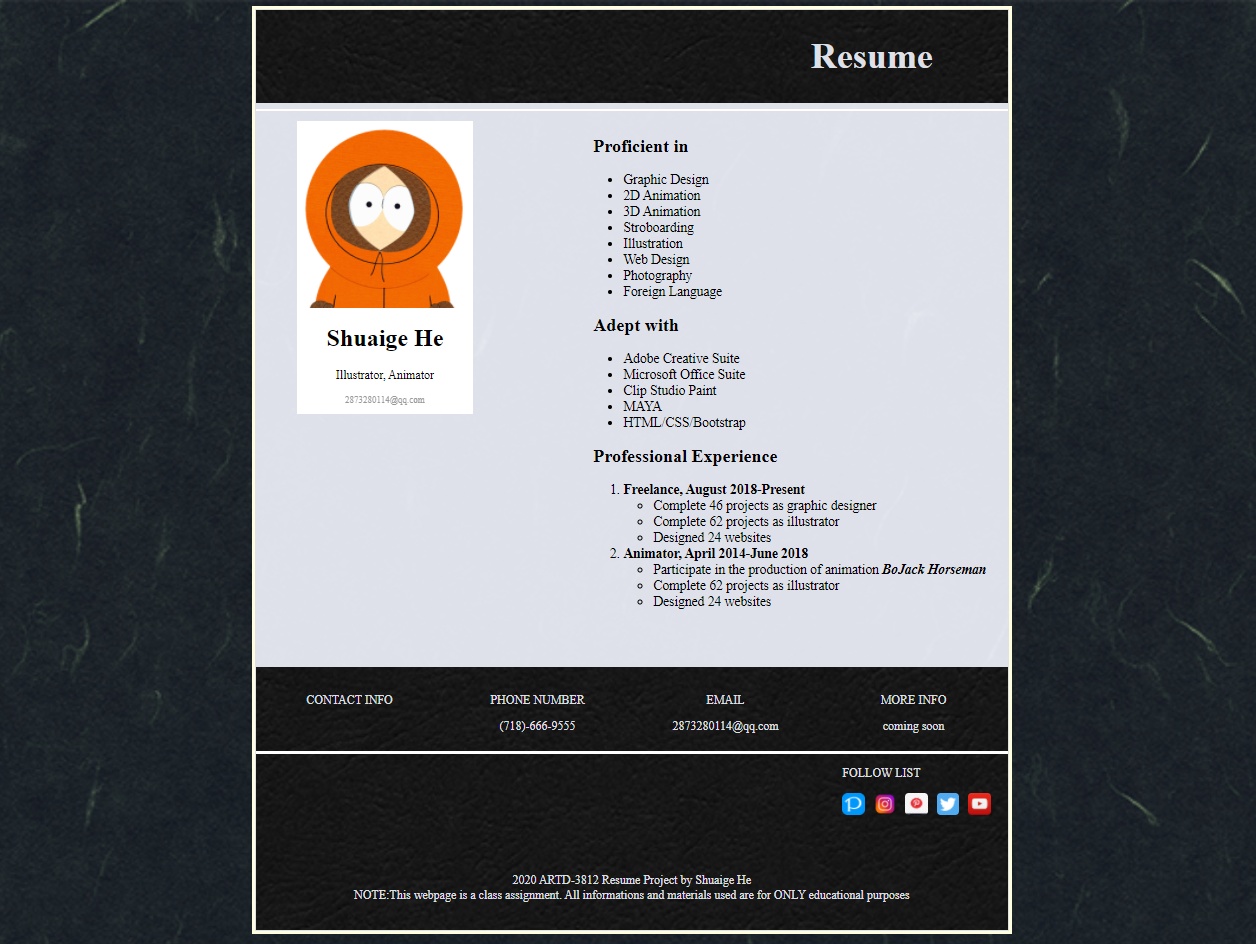 Resume
Shuaige He
Illustrator, Animator
2873280114@qq.com
Proficient in
Graphic Design
2D Animation
3D Animation
Stroboarding
Illustration
Web Design
Photography
Foreign Language
Adept with
Adobe Creative Suite
Microsoft Office Suite
Clip Studio Paint
MAYA
HTML/CSS/Bootstrap
Professional Experience
1. Freelance, August 2018-Present
Complete 46 projects as graphic designer
Complete 62 projects as illustrator
Designed 24 websites
2. Animator, April 2014-June 2018
Participate in the production of animation BoJack Horseman
Complete 62 projects as illustrator
Designed 24 websites
CONTACT INFO
PHONE NUMBER
(718)-666-9555
EMAIL
2873280114@qq.com
MORE INFO
coming soon
FOLLOW LIST
2020 ARTD-3812 Resume Project by Shuaige He
NOTE:This webpage is a class assignment. All informations and materials used are for ONLY educational purposes